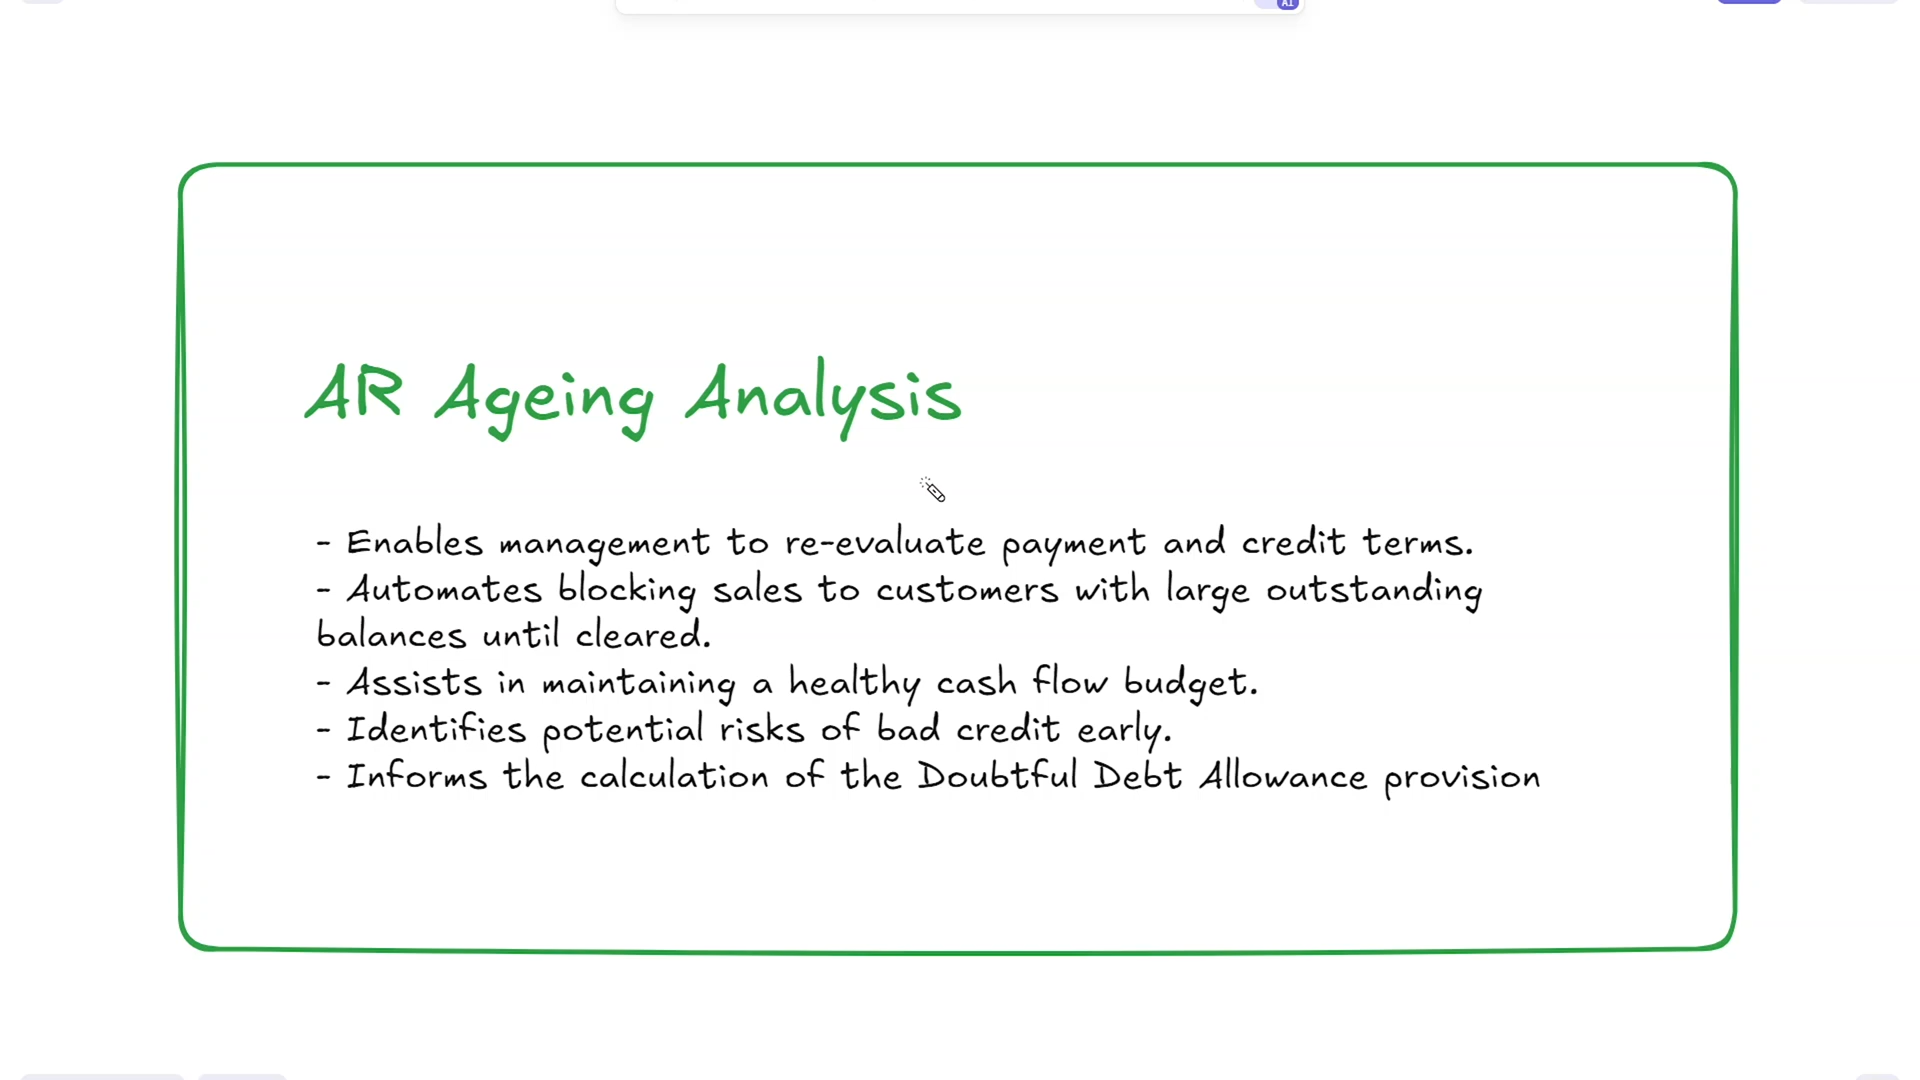 AI
AR Ageing Analysis
- Enables management to re-evaluate payment and credit terms.
- Automates blocking sales to customers with large outstanding
balances until cleared.
- Assists in maintaining a healthy cash flow budget.
- Identifies potential risks of bad credit early.
- Informs the calculation of the Doubtful Debt Allowance provision